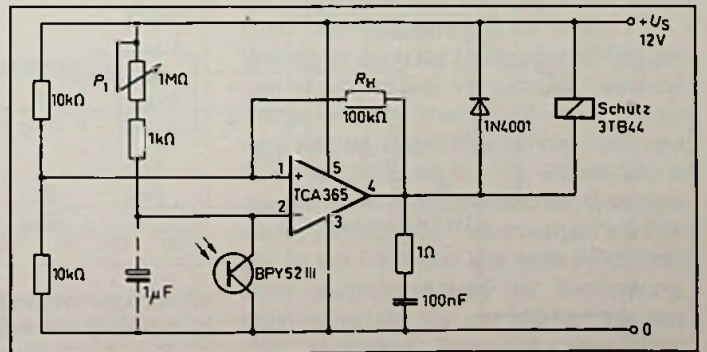 +U_S
12V
P₁
1MΩ
R_H
100kΩ
10kΩ
1N4001
Schütz
3TB44
1kΩ
1
+
5
TCA365
4
2
−
3
10kΩ
BPY52 III
1Ω
1µF
100nF
0